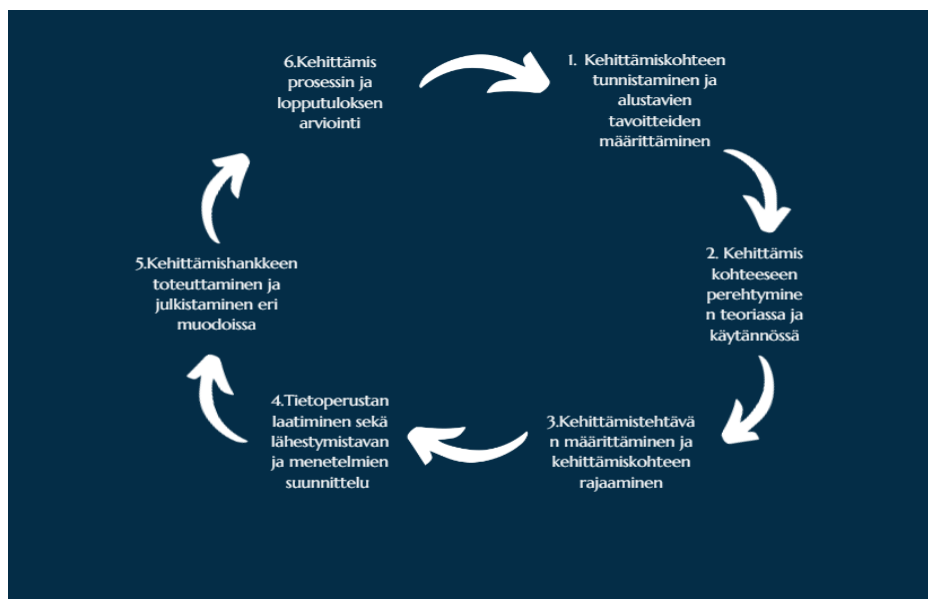 1. Kehittämiskohteen
tunnistaminen ja
alustavien
tavoitteiden
määrittäminen
2. Kehittämis
kohteeseen
perehtymine
n teoriassa ja
käytännössä
3.Kehittämistehtävä
n määrittäminen ja
kehittämiskohteen
rajaaminen
4.Tietoperustan
laatiminen sekä
lähestymistavan
ja menetelmien
suunnittelu
5.Kehittämishankkeen
toteuttaminen ja
julkistaminen eri
muodoissa
6.Kehittämis
prosessin ja
lopputuloksen
arviointi